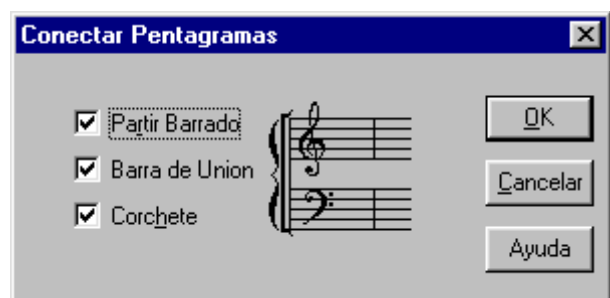 Conectar Pentagramas
Partir Barrado
Barra de Union
Corchete
OK
Cancelar
Ayuda